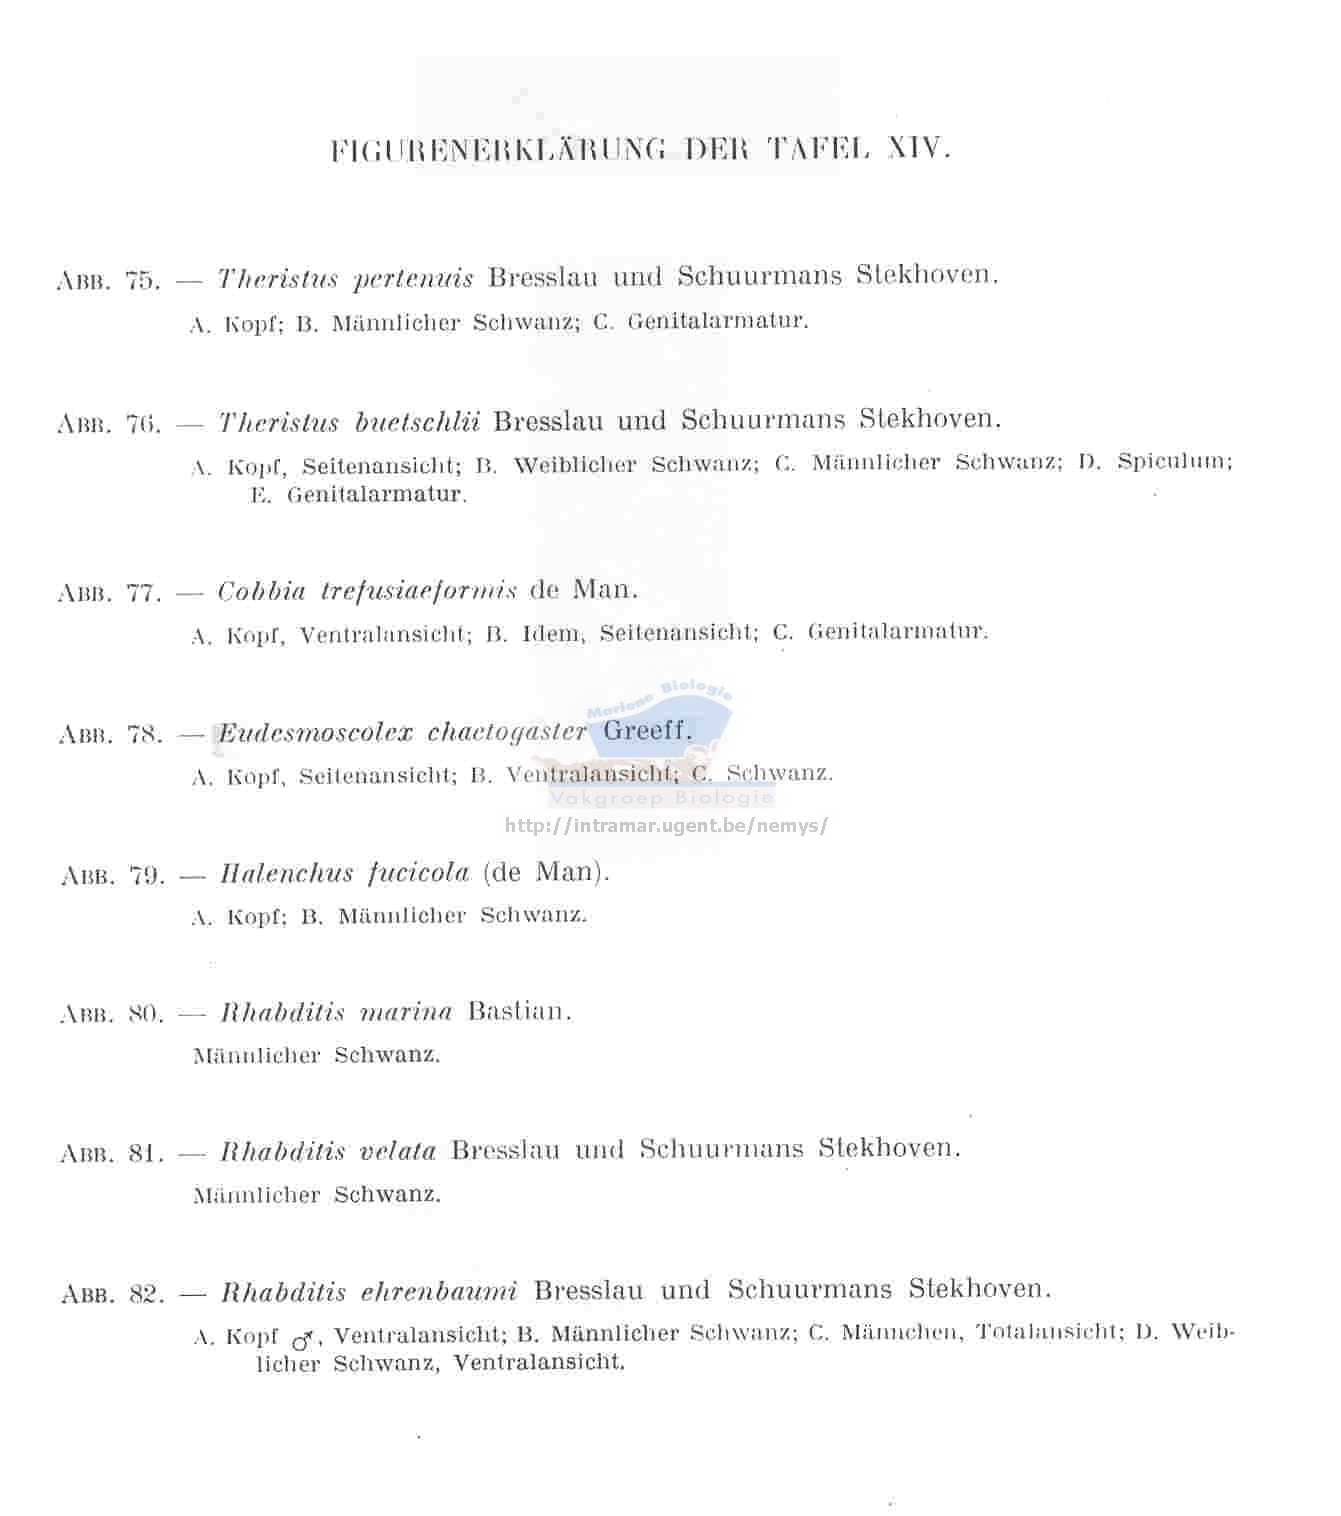 FIGURENERKLÄRUNG DER TAFEL XIV.
ABB. 75. — Theristus pertenuis Bresslau und Schuurmans Stekhoven.
A. Kopf; B. Männlicher Schwanz; C. Genitalarmatur.
ABB. 76. — Theristus buetschlii Bresslau und Schuurmans Stekhoven.
A. Kopf, Seitenansicht; B. Weiblicher Schwanz; C. Männlicher Schwanz; D. Spiculum;
E. Genitalarmatur.
ABB. 77. — Cobbia trefusiaeformis de Man.
A. Kopf, Ventralansicht; B. Idem, Seitenansicht; C. Genitalarmatur.
Mariene Biologie
ABB. 78. — Eudesmoscolex chaetogaster Greeff.
A. Kopf, Seitenansicht; B. Ventralansicht; C. Schwanz.
Vakgroep Biologie
http://intramar.ugent.be/nemys/
ABB. 79. — Halenchus fucicola (de Man).
A. Kopf; B. Männlicher Schwanz.
ABB. 80. — Rhabditis marina Bastian.
Männlicher Schwanz.
ABB. 81. — Rhabditis velata Bresslau und Schuurmans Stekhoven.
Männlicher Schwanz.
ABB. 82. — Rhabditis ehrenbaumi Bresslau und Schuurmans Stekhoven.
A. Kopf ♂, Ventralansicht; B. Männlicher Schwanz; C. Männchen, Totalansicht; D. Weib-
licher Schwanz, Ventralansicht.